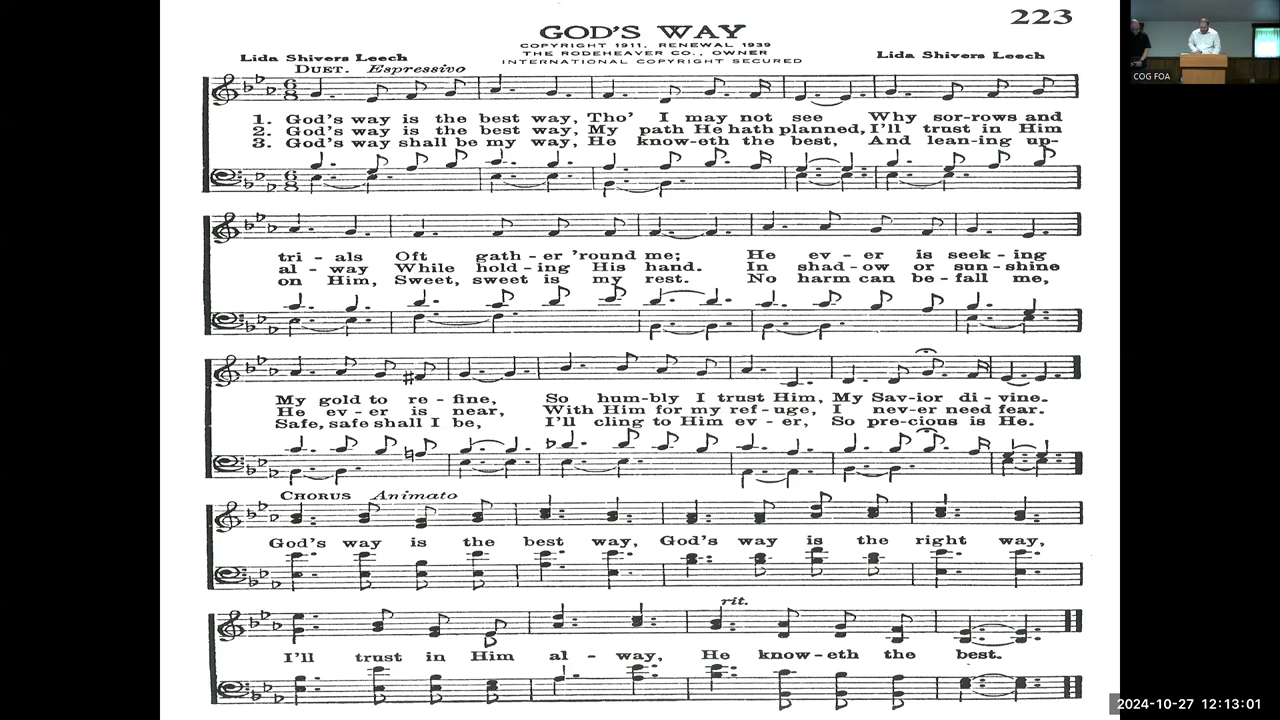 223
GOD'S WAY
COPYRIGHT 1911, RENEWAL 1939
THE RODEHEAVER CO., OWNER
INTERNATIONAL COPYRIGHT SECURED
Lida Shivers Leech
Lida Shivers Leech
DUET. Espressivo
1. God's way is the best way, Tho' I may not see Why sor-rows and
2. God's way is the best way, My path He hath planned, I'll trust in Him
3. God's way shall be my way, He know-eth the best, And lean-ing up-
tri - als Oft gath - er 'round me; He ev - er is seek - ing
al - way While hold - ing His hand. In shad - ow or sun - shine
on Him, Sweet, sweet is my rest. No harm can be - fall me,
My gold to re - fine, So hum-bly I trust Him, My Sav-ior di - vine.
He ev - er is near, With Him for my ref - uge, I nev-er need fear.
Safe, safe shall I be, I'll cling to Him ev - er, So pre-cious is He.
CHORUS Animato
God's way is the best way, God's way is the right way,
rit.
I'll trust in Him al - way, He know-eth the best.
COG FOA
2024-10-27 12:13:01